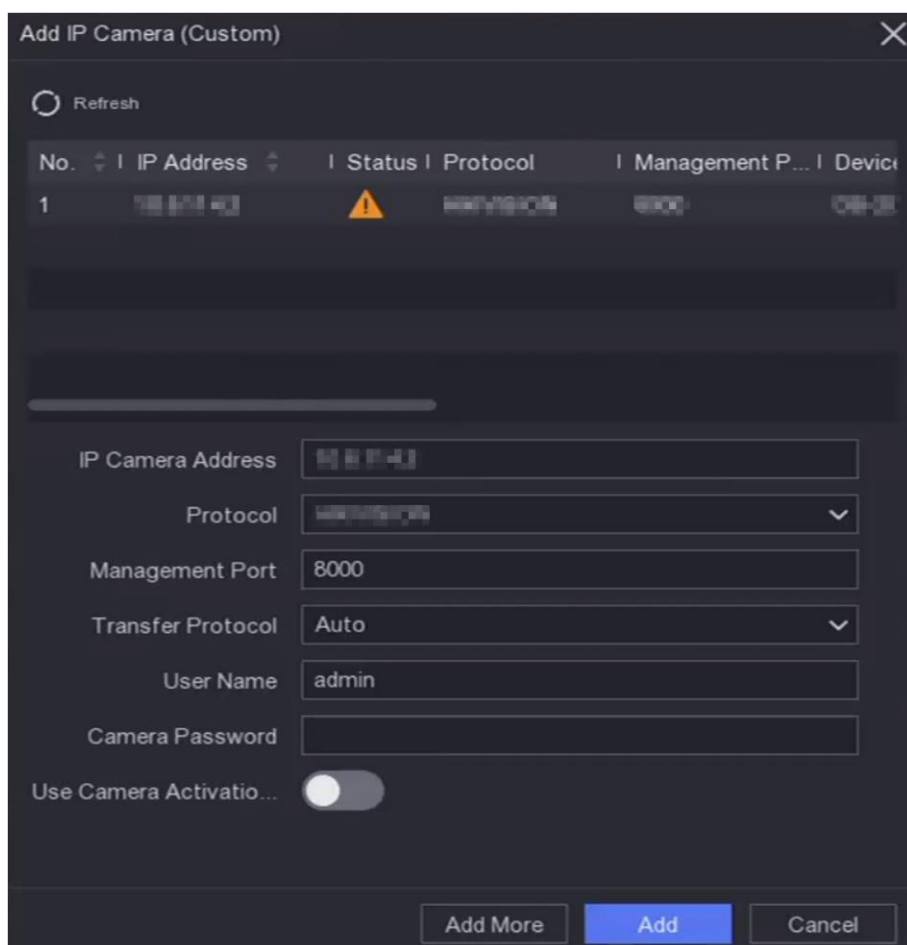 Add IP Camera (Custom)
Refresh
No. IP Address Status Protocol Management P... Device
1
IP Camera Address
Protocol
Management Port 8000
Transfer Protocol Auto
User Name admin
Camera Password
Use Camera Activatio...
Add More Add Cancel